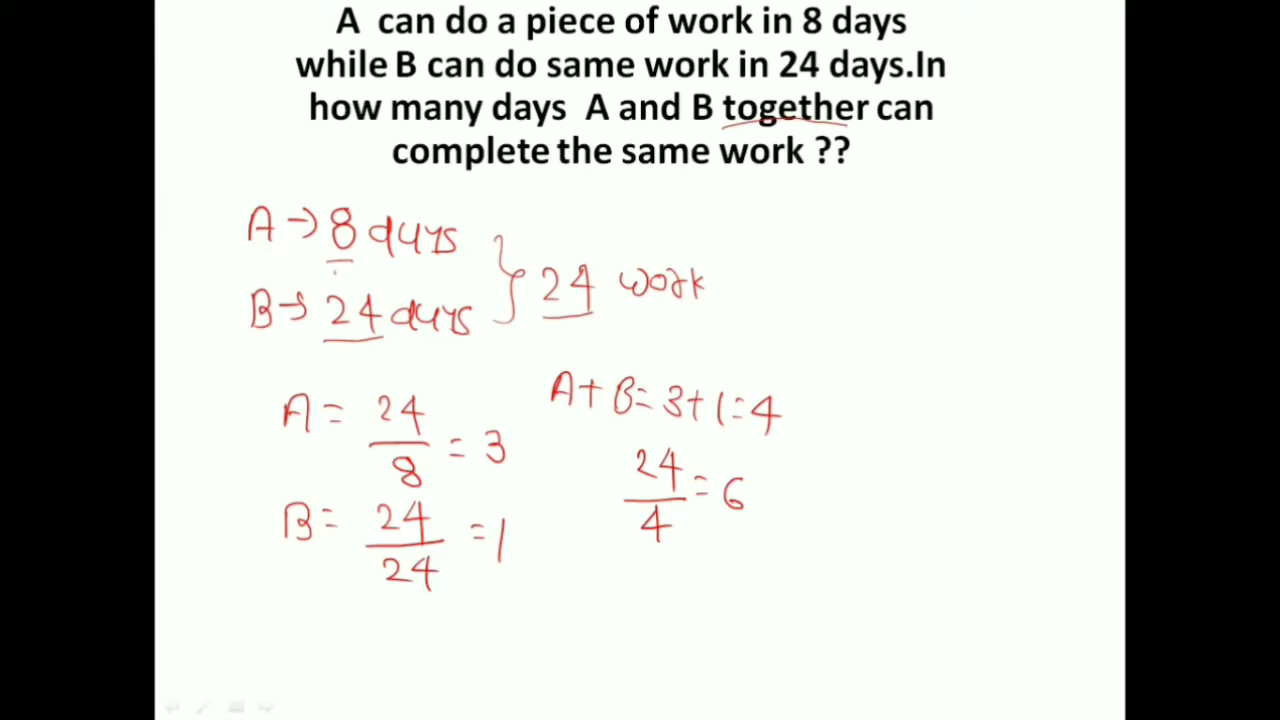 A can do a piece of work in 8 days
while B can do same work in 24 days.In
how many days A and B together can
complete the same work ??
A → 8 days
B → 24 days
} 24 work
A = 24/8 = 3
B = 24/24 = 1
A + B = 3 + 1 = 4
24/4 = 6